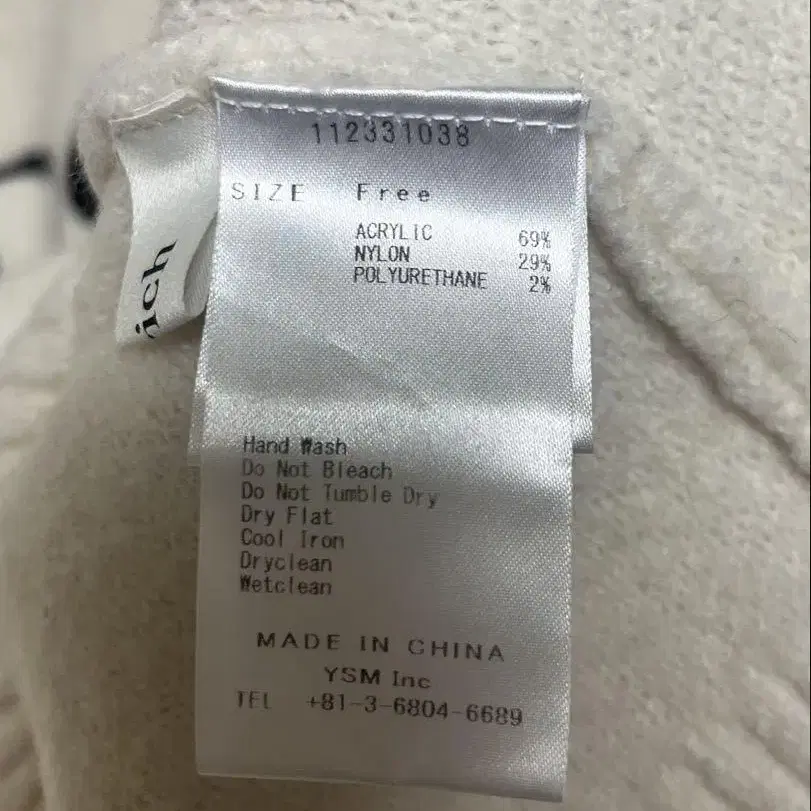 112331038
SIZE Free
ACRYLIC 69%
NYLON 29%
POLYURETHANE 2%
Hand Wash
Do Not Bleach
Do Not Tumble Dry
Dry Flat
Cool Iron
Dryclean
Wetclean
MADE IN CHINA
YSM Inc
TEL +81-3-6804-6689
ich